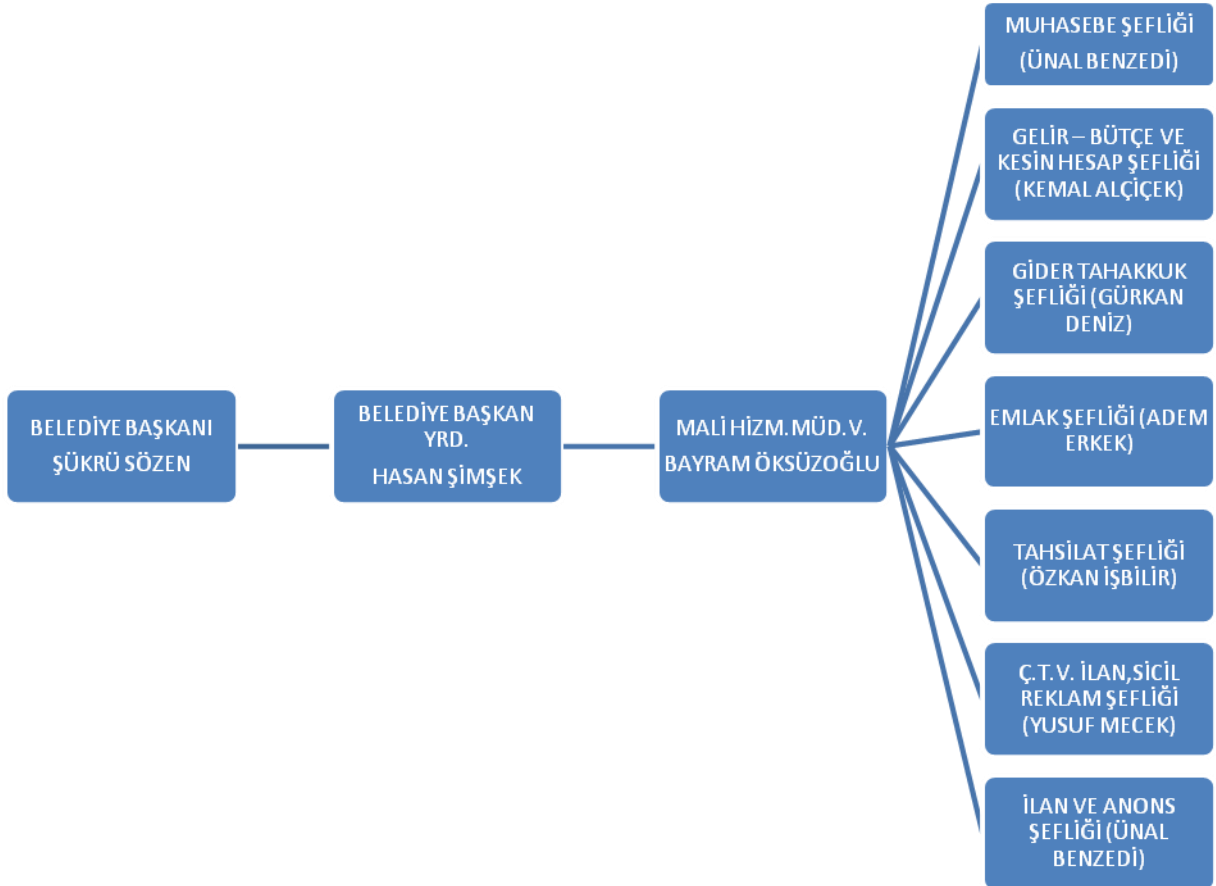 BELEDİYE BAŞKANI
ŞÜKRÜ SÖZEN
BELEDİYE BAŞKAN
YRD.
HASAN ŞİMŞEK
MALİ HİZM. MÜD. V.
BAYRAM ÖKSÜZOĞLU
MUHASEBE ŞEFLİĞİ
(ÜNAL BENZEDİ)
GELİR – BÜTÇE VE
KESİN HESAP ŞEFLİĞİ
(KEMAL ALÇİÇEK)
GİDER TAHAKKUK
ŞEFLİĞİ (GÜRKAN
DENİZ)
EMLAK ŞEFLİĞİ (ADEM
ERKEK)
TAHSİLAT ŞEFLİĞİ
(ÖZKAN İŞBİLİR)
Ç.T.V. İLAN,SİCİL
REKLAM ŞEFLİĞİ
(YUSUF MECEK)
İLAN VE ANONS
ŞEFLİĞİ (ÜNAL
BENZEDİ)